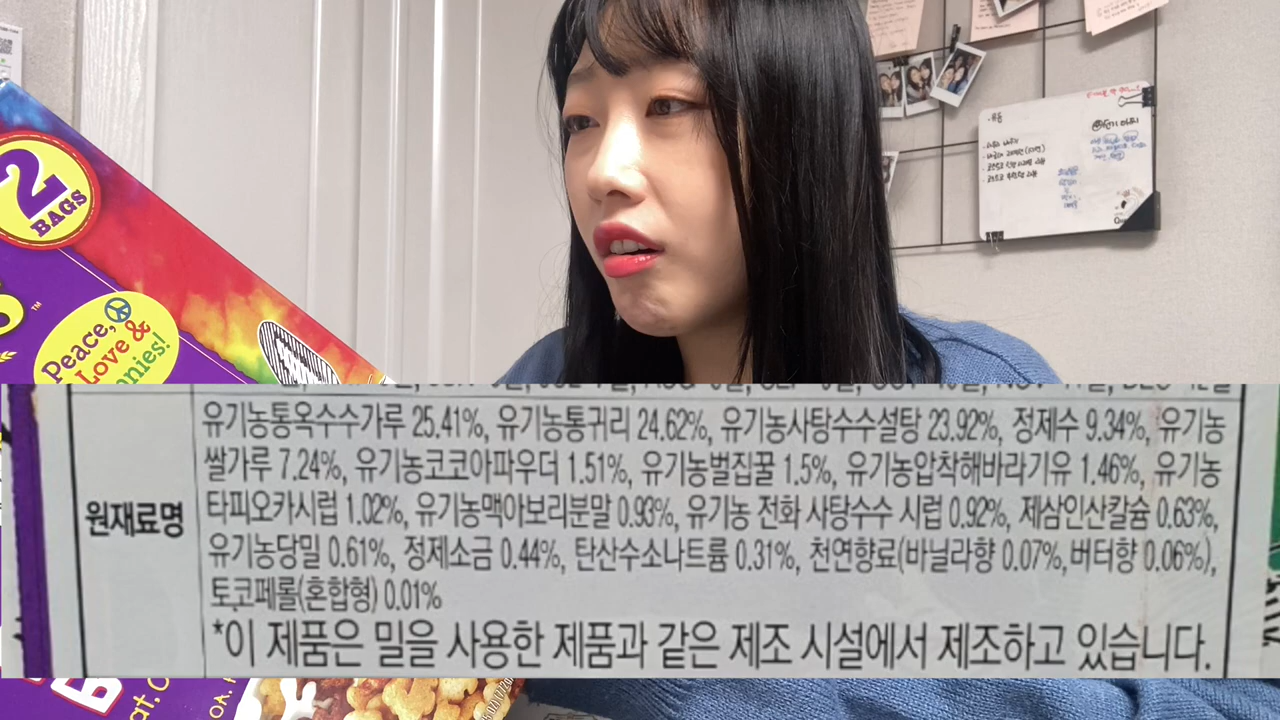 2
BAGS
Peace,
Love &
nnies!
원재료명
유기농통옥수수가루 25.41%, 유기농통귀리 24.62%, 유기농사탕수수설탕 23.92%, 정제수 9.34%, 유기농
쌀가루 7.24%, 유기농코코아파우더 1.51%, 유기농벌집꿀 1.5%, 유기농압착해바라기유 1.46%, 유기농
타피오카시럽 1.02%, 유기농맥아보리분말 0.93%, 유기농 전화 사탕수수 시럽 0.92%, 제삼인산칼슘 0.63%,
유기농당밀 0.61%, 정제소금 0.44%, 탄산수소나트륨 0.31%, 천연향료(바닐라향 0.07%,버터향 0.06%),
토코페롤(혼합형) 0.01%
*이 제품은 밀을 사용한 제품과 같은 제조 시설에서 제조하고 있습니다.